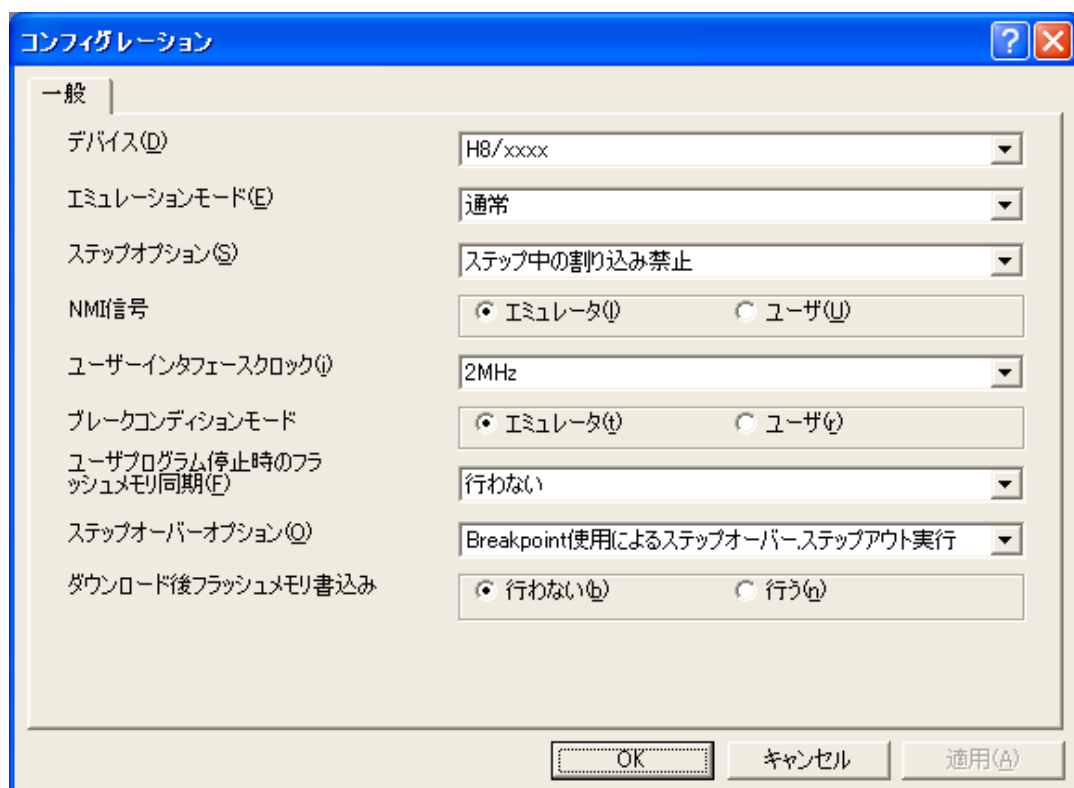 コンフィグレーション
一般
デバイス(D)
H8/xxxx
エミュレーションモード(E)
通常
ステップオプション(S)
ステップ中の割り込み禁止
NMI信号
エミュレータ(I)
ユーザ(U)
ユーザーインタフェースクロック(i)
2MHz
ブレークコンディションモード
エミュレータ(t)
ユーザ(r)
ユーザプログラム停止時のフラ
ッシュメモリ同期(F)
行わない
ステップオーバーオプション(O)
Breakpoint使用によるステップオーバー,ステップアウト実行
ダウンロード後フラッシュメモリ書込み
行わない(b)
行う(n)
OK
キャンセル
適用(A)